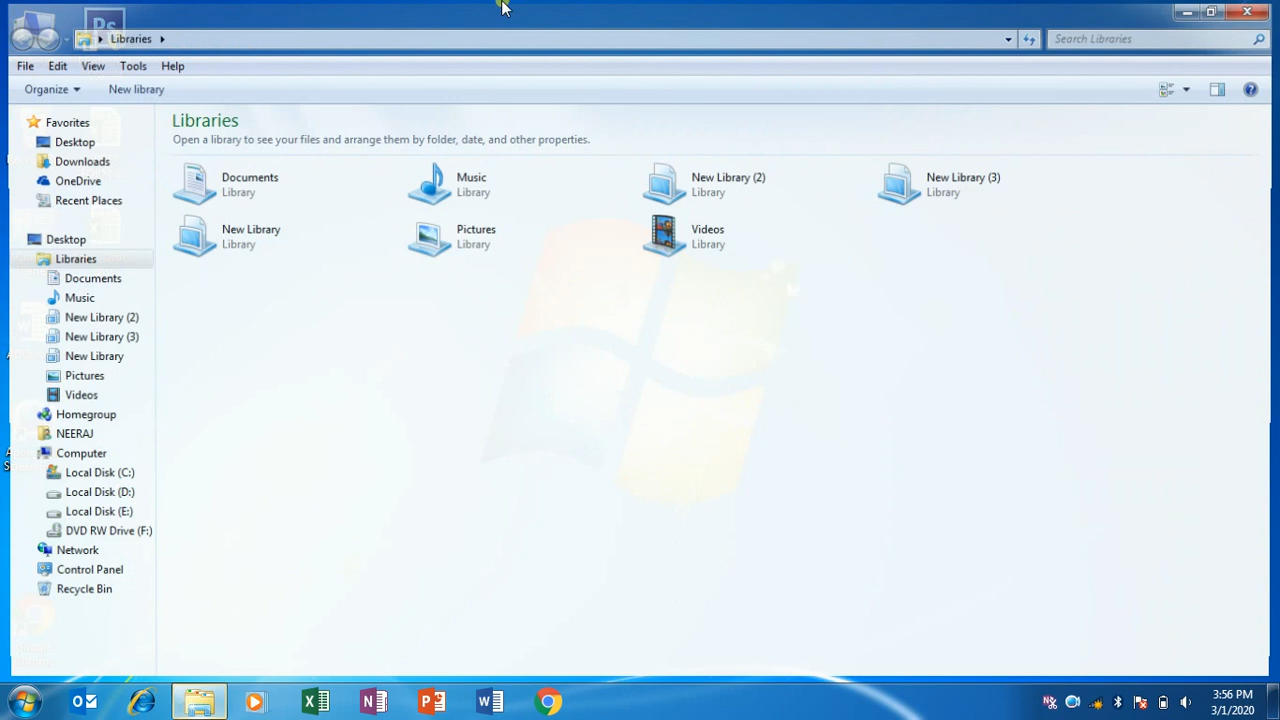 Ps
Libraries
Search Libraries
File Edit View Tools Help
Organize New library
Favorites
Desktop
Downloads
OneDrive
Recent Places
Desktop
Libraries
Documents
Music
New Library (2)
New Library (3)
New Library
Pictures
Videos
Homegroup
NEERAJ
Computer
Local Disk (C:)
Local Disk (D:)
Local Disk (E:)
DVD RW Drive (F:)
Network
Control Panel
Recycle Bin
Libraries
Open a library to see your files and arrange them by folder, date, and other properties.
Documents
Library
Music
Library
New Library (2)
Library
New Library (3)
Library
New Library
Library
Pictures
Library
Videos
Library
3:56 PM
3/1/2020